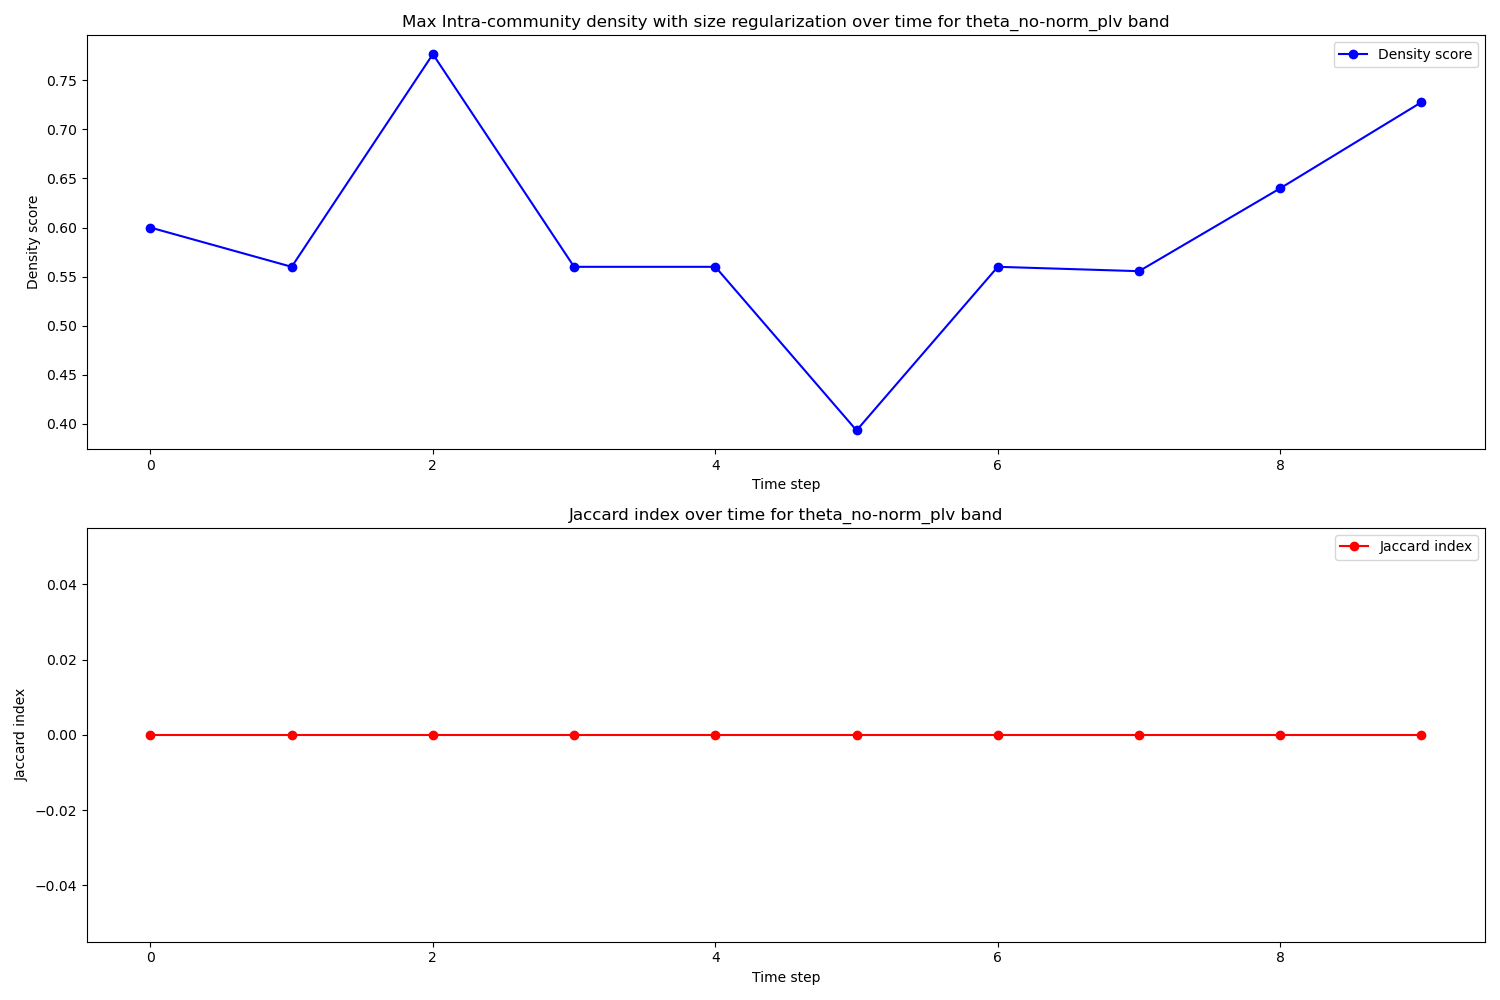 Max Intra-community density with size regularization over time for theta_no-norm_plv band
Density score
0.75
0.70
0.65
0.60
0.55
0.50
0.45
0.40
Density score
0
2
4
6
8
Time step
Jaccard index over time for theta_no-norm_plv band
Jaccard index
0.04
0.02
0.00
−0.02
−0.04
Jaccard index
0
2
4
6
8
Time step